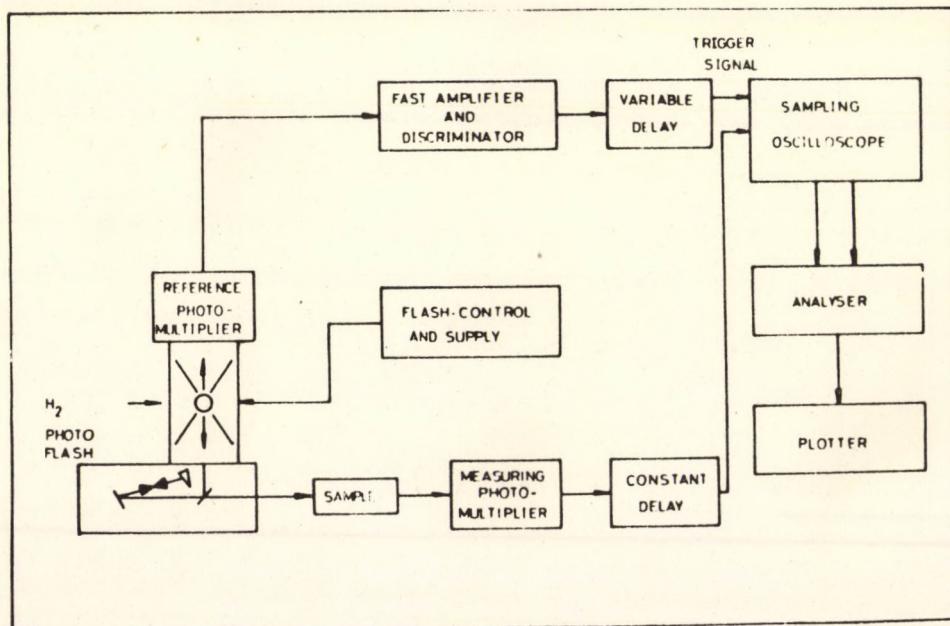 TRIGGER
SIGNAL
FAST AMPLIFIER
AND
DISCRIMINATOR
VARIABLE
DELAY
SAMPLING
OSCILLOSCOPE
REFERENCE
PHOTO-
MULTIPLIER
FLASH-CONTROL
AND SUPPLY
ANALYSER
H2
PHOTO
FLASH
PLOTTER
SAMPLE
MEASURING
PHOTO-
MULTIPLIER
CONSTANT
DELAY